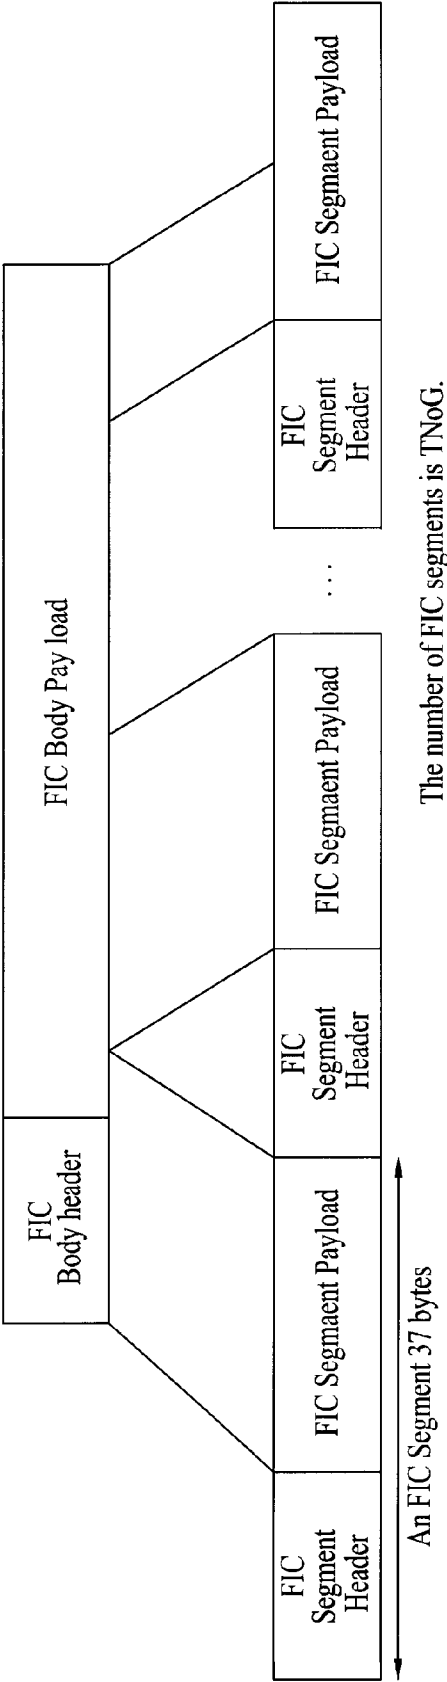 FIC
Body header
FIC Body Pay load
FIC
Segment
Header
FIC Segmaent Payload
FIC
Segment
Header
FIC Segmaent Payload
...
FIC
Segment
Header
FIC Segmaent Payload
An FIC Segment 37 bytes
The number of FIC segments is TNoG.